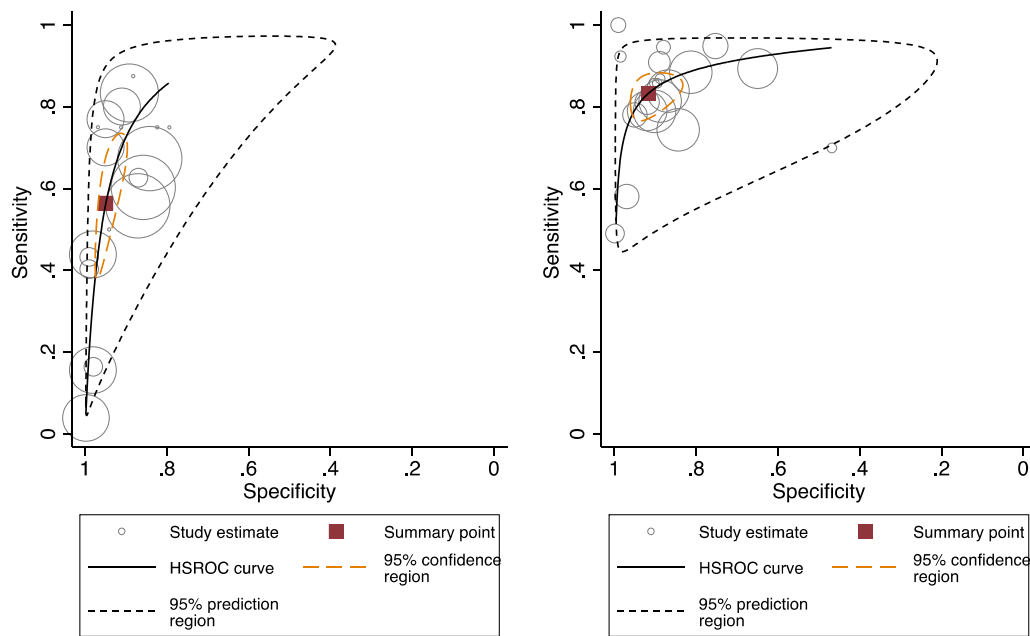 Sensitivity
1
.8
.6
.4
.2
0
1
.8
.6
.4
.2
0
Specificity
Study estimate
Summary point
HSROC curve
95% confidence
region
95% prediction
region
Sensitivity
1
.8
.6
.4
.2
0
1
.8
.6
.4
.2
0
Specificity
Study estimate
Summary point
HSROC curve
95% confidence
region
95% prediction
region